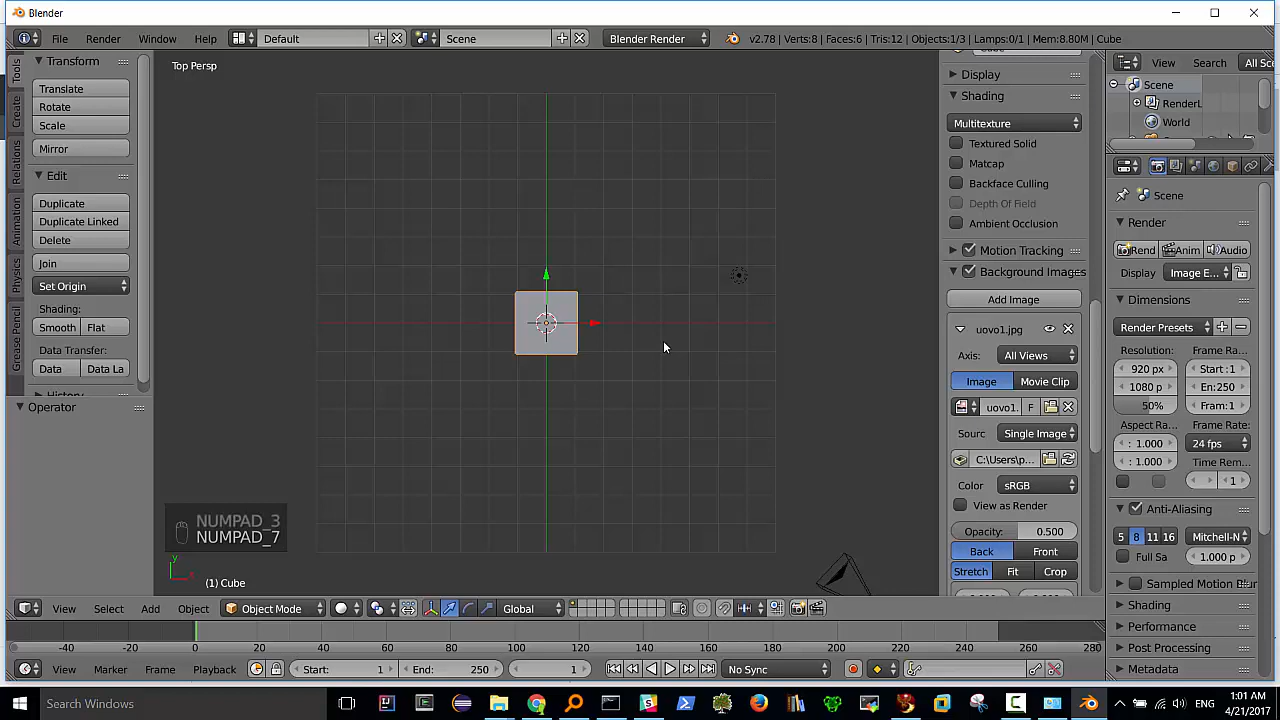 Blender
File Render Window Help Default Scene Blender Render v2.78 | Verts:8 | Faces:6 | Tris:12 | Objects:1/3 | Lamps:0/1 | Mem:8.80M | Cube
Tools
Create
Relations
Animation
Physics
Grease Pencil
Transform
Translate
Rotate
Scale
Mirror
Edit
Duplicate
Duplicate Linked
Delete
Join
Set Origin
Shading:
Smooth Flat
Data Transfer:
Data Data La
History
Operator
Top Persp
NUMPAD_3
NUMPAD_7
y
x
(1) Cube
Cube
Display
Shading
Multitexture
Textured Solid
Matcap
Backface Culling
Depth Of Field
Ambient Occlusion
Motion Tracking
Background Images
Add Image
uovo1.jpg
Axis: All Views
Image Movie Clip
uovo1. F
Sourc Single Image
C:\Users\p...
Color sRGB
View as Render
Opacity: 0.500
Back Front
Stretch Fit Crop
View Search All Sc
Scene
RenderL
World
Scene
Render
Rend Anim Audio
Display Image E...
Dimensions
Render Presets
Resolution: Frame Ra
920 px Start :1
1080 p En:250
50% Fram:1
Aspect Ra... Frame Rate:
: 1.000 24 fps
: 1.000 Time Rem...
1
Anti-Aliasing
5 8 11 16 Mitchell-N
Full Sa 1.000 p
Sampled Motion Blur
Shading
Performance
Post Processing
Metadata
View Select Add Object Object Mode Global
-40 -20 0 20 40 60 80 100 120 140 160 180 200 220 240 260 280
View Marker Frame Playback Start: 1 End: 250 1 No Sync
Search Windows
ENG
1:01 AM
4/21/2017